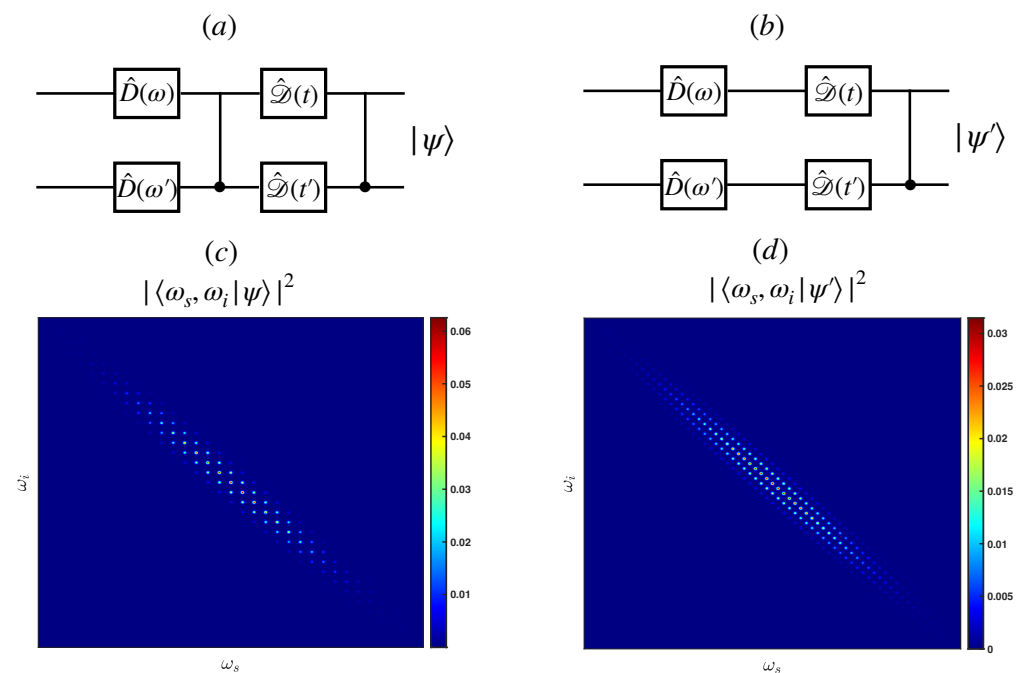 (a)
D̂(ω)
𝒟̂(t)
D̂(ω′)
𝒟̂(t′)
|ψ⟩
(b)
D̂(ω)
𝒟̂(t)
D̂(ω′)
𝒟̂(t′)
|ψ′⟩
(c)
|⟨ω_s, ω_i|ψ⟩|²
0.06
0.05
0.04
0.03
0.02
0.01
ω_i
ω_s
(d)
|⟨ω_s, ω_i|ψ′⟩|²
0.03
0.025
0.02
0.015
0.01
0.005
0
ω_i
ω_s